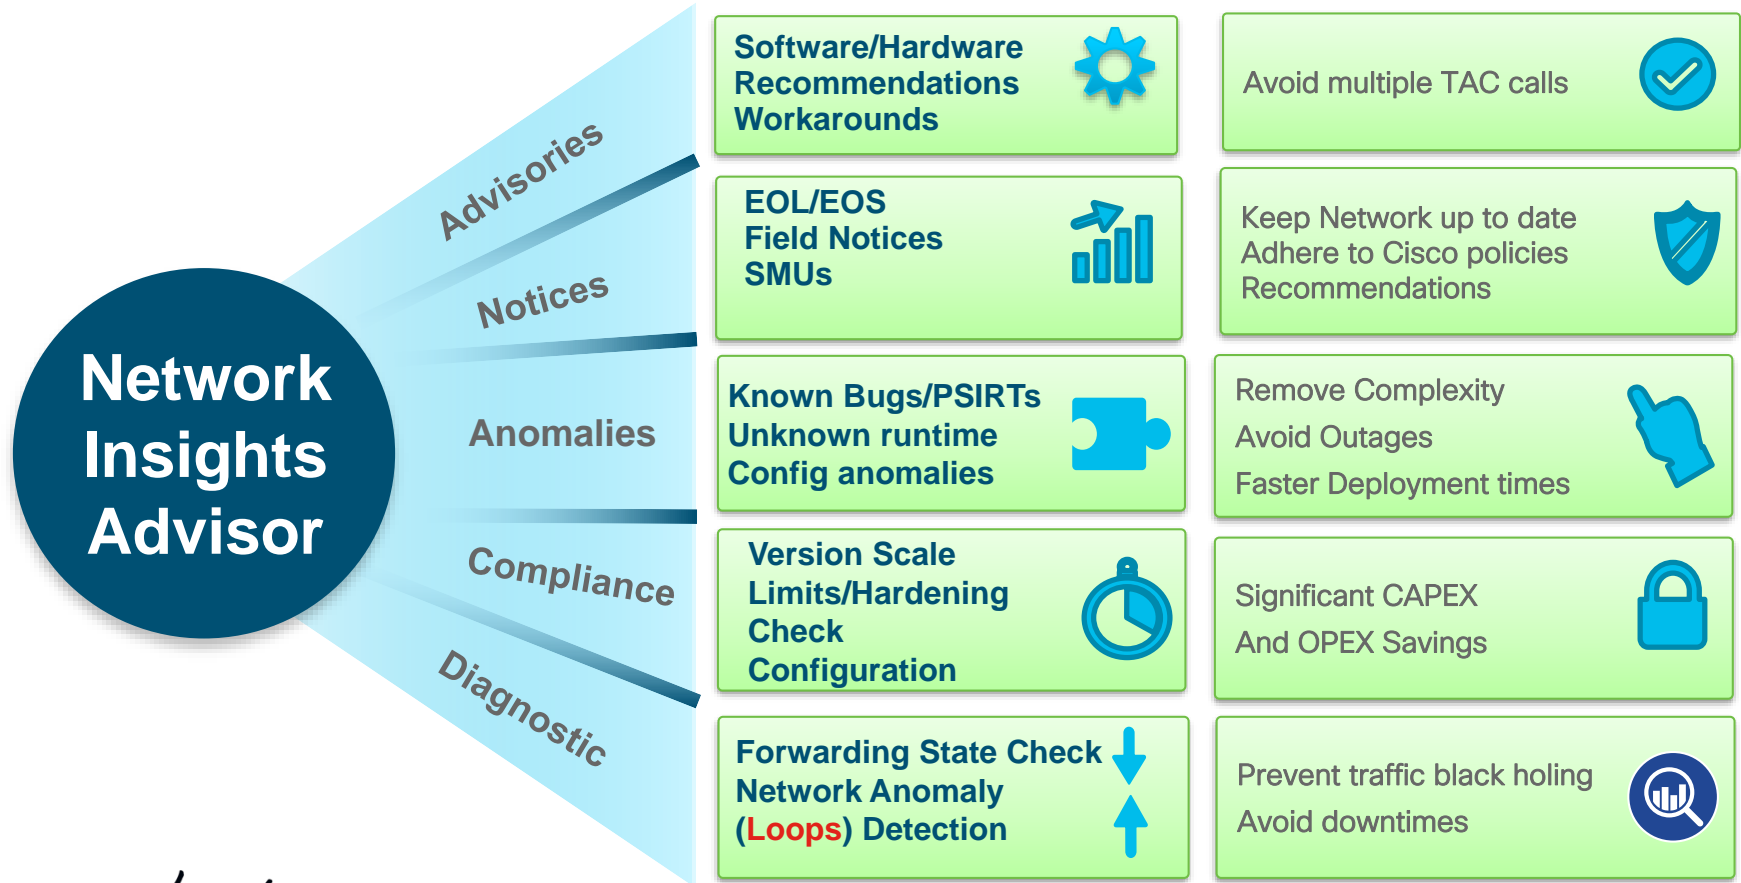 Network
Insights
Advisor
Advisories
Software/Hardware
Recommendations
Workarounds
Avoid multiple TAC calls
Notices
EOL/EOS
Field Notices
SMUs
Keep Network up to date
Adhere to Cisco policies
Recommendations
Anomalies
Known Bugs/PSIRTs
Unknown runtime
Config anomalies
Remove Complexity
Avoid Outages
Faster Deployment times
Compliance
Version Scale
Limits/Hardening
Check
Configuration
Significant CAPEX
And OPEX Savings
Diagnostic
Forwarding State Check
Network Anomaly
(Loops) Detection
Prevent traffic black holing
Avoid downtimes